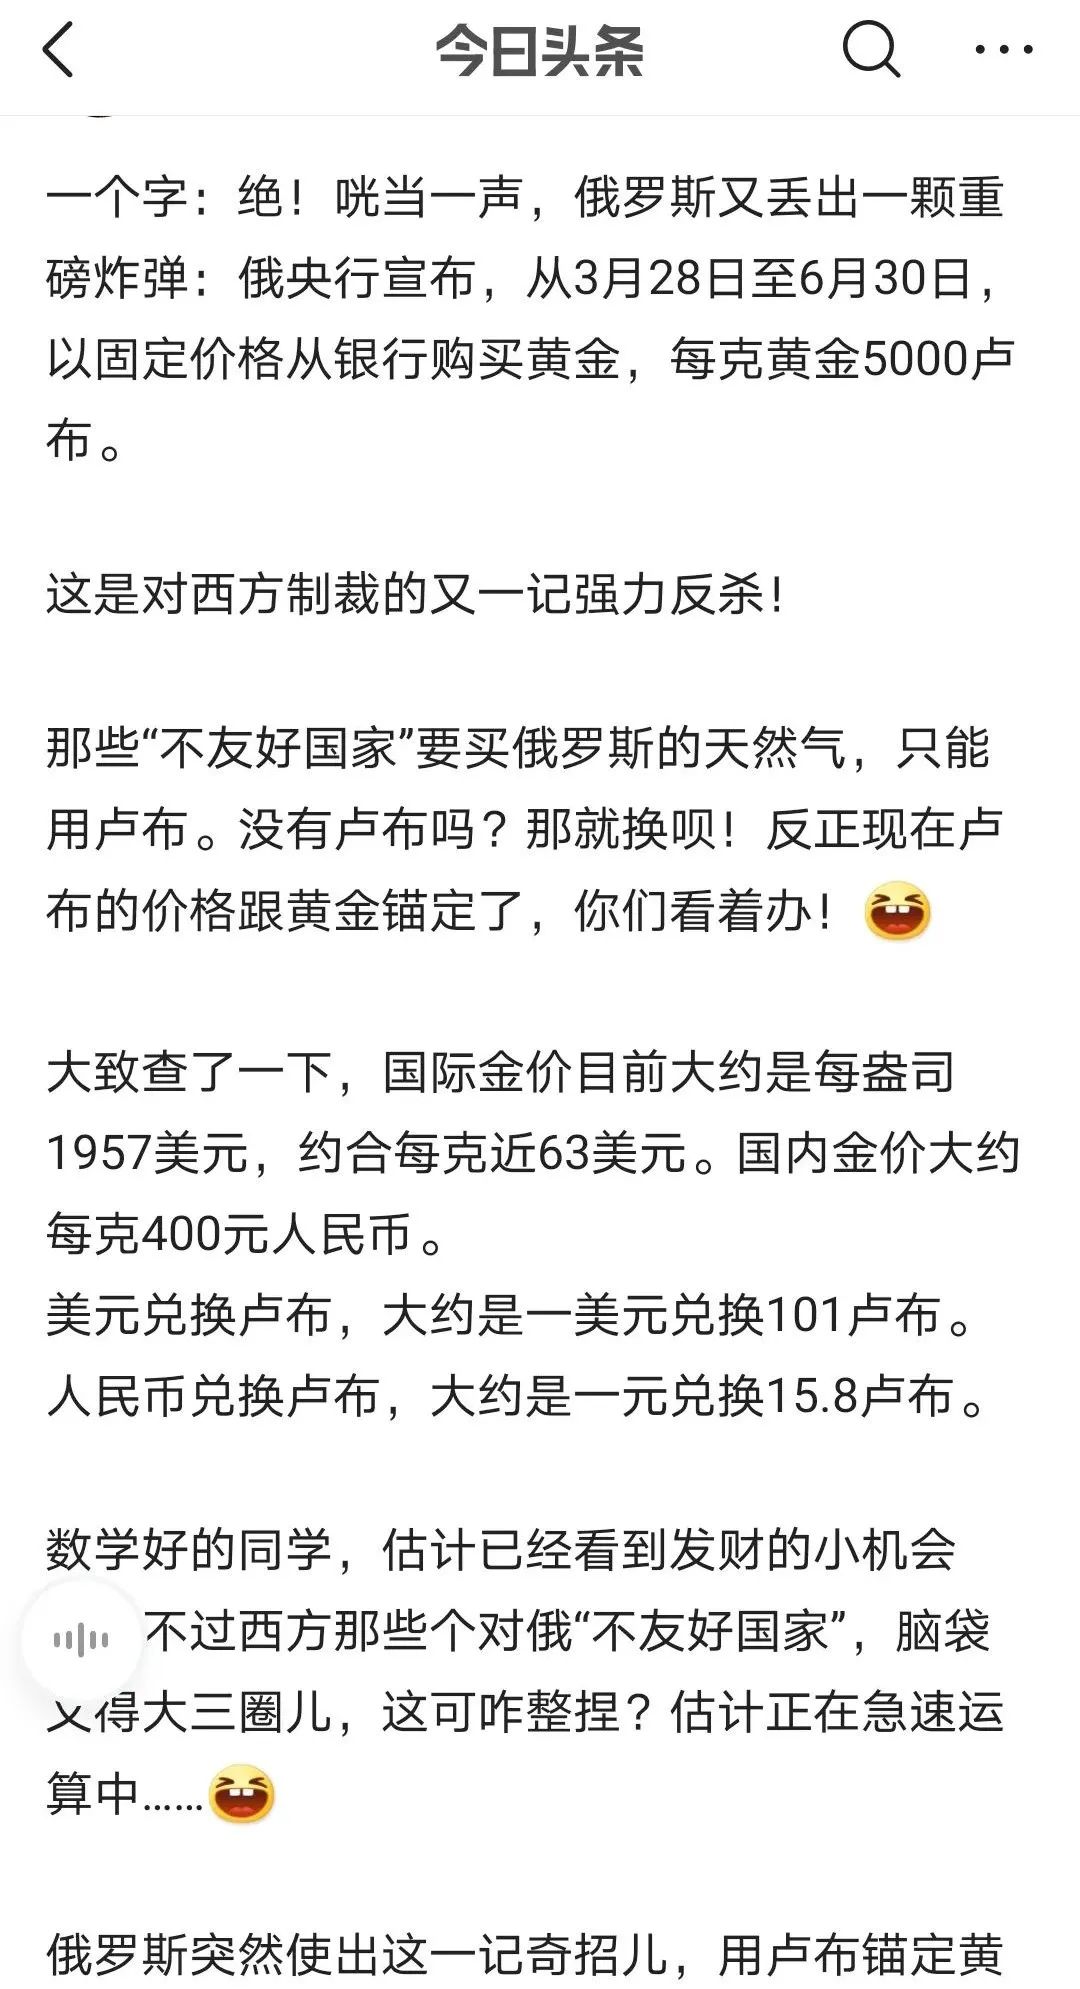 今日头条
一个字：绝！咣当一声，俄罗斯又丢出一颗重
磅炸弹：俄央行宣布，从3月28日至6月30日，
以固定价格从银行购买黄金，每克黄金5000卢
布。
这是对西方制裁的又一记强力反杀！
那些“不友好国家”要买俄罗斯的天然气，只能
用卢布。没有卢布吗？那就换呗！反正现在卢
布的价格跟黄金锚定了，你们看着办！
大致查了一下，国际金价目前大约是每盎司
1957美元，约合每克近63美元。国内金价大约
每克400元人民币。
美元兑换卢布，大约是一美元兑换101卢布。
人民币兑换卢布，大约是一元兑换15.8卢布。
数学好的同学，估计已经看到发财的小机会
不过西方那些个对俄“不友好国家”，脑袋
又得大三圈儿，这可咋整捏？估计正在急速运
算中……
俄罗斯突然使出这一记奇招儿，用卢布锚定黄